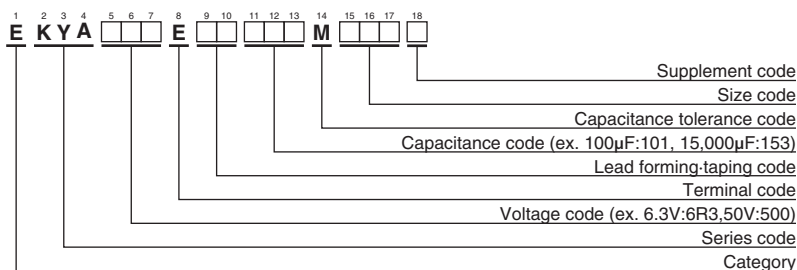 1 2 3 4 5 6 7 8 9 10 11 12 13 14 15 16 17 18
E K Y A □□□ E □□ □□□ M □□□ □
Supplement code
Size code
Capacitance tolerance code
Capacitance code (ex. 100µF:101, 15,000µF:153)
Lead forming·taping code
Terminal code
Voltage code (ex. 6.3V:6R3,50V:500)
Series code
Category